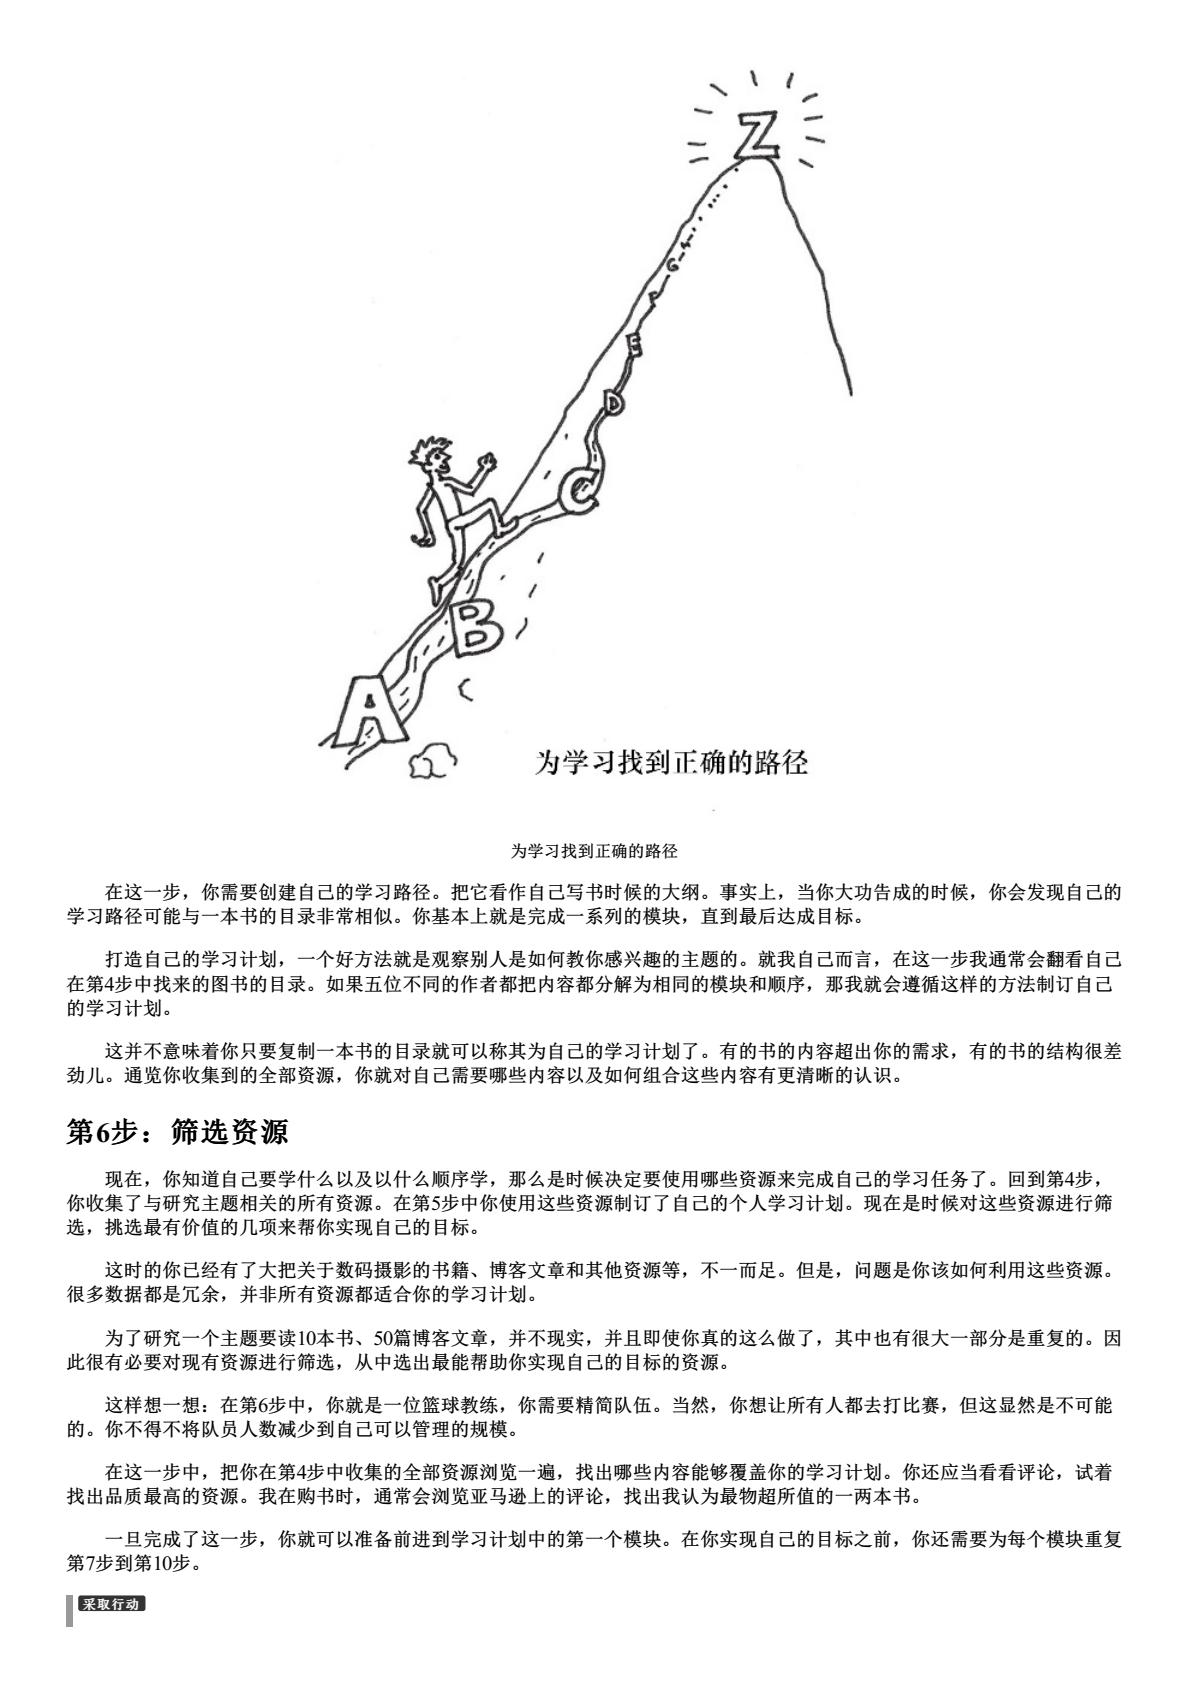 Z
G
F
E
D
C
B
A
为学习找到正确的路径
为学习找到正确的路径
在这一步，你需要创建自己的学习路径。把它看作自己写书时候的大纲。事实上，当你大功告成的时候，你会发现自己的
学习路径可能与一本书的目录非常相似。你基本上就是完成一系列的模块，直到最后达成目标。
打造自己的学习计划，一个好方法就是观察别人是如何教你感兴趣的主题的。就我自己而言，在这一步我通常会翻看自己
在第4步中找来的图书的目录。如果五位不同的作者都把内容都分解为相同的模块和顺序，那我就会遵循这样的方法制订自己
的学习计划。
这并不意味着你只要复制一本书的目录就可以称其为自己的学习计划了。有的书的内容超出你的需求，有的书的结构很差
劲儿。通览你收集到的全部资源，你就对自己需要哪些内容以及如何组合这些内容有更清晰的认识。
第6步：筛选资源
现在，你知道自己要学什么以及以什么顺序学，那么是时候决定要使用哪些资源来完成自己的学习任务了。回到第4步，
你收集了与研究主题相关的所有资源。在第5步中你使用这些资源制订了自己的个人学习计划。现在是时候对这些资源进行筛
选，挑选最有价值的几项来帮你实现自己的目标。
这时的你已经有了大把关于数码摄影的书籍、博客文章和其他资源等，不一而足。但是，问题是你该如何利用这些资源。
很多数据都是冗余，并非所有资源都适合你的学习计划。
为了研究一个主题要读10本书、50篇博客文章，并不现实，并且即使你真的这么做了，其中也有很大一部分是重复的。因
此很有必要对现有资源进行筛选，从中选出最能帮助你实现自己的目标的资源。
这样想一想：在第6步中，你就是一位篮球教练，你需要精简队伍。当然，你想让所有人都去打比赛，但这显然是不可能
的。你不得不将队员人数减少到自己可以管理的规模。
在这一步中，把你在第4步中收集的全部资源浏览一遍，找出哪些内容能够覆盖你的学习计划。你还应当看看评论，试着
找出品质最高的资源。我在购书时，通常会浏览亚马逊上的评论，找出我认为最物超所值的一两本书。
一旦完成了这一步，你就可以准备前进到学习计划中的第一个模块。在你实现自己的目标之前，你还需要为每个模块重复
第7步到第10步。
采取行动